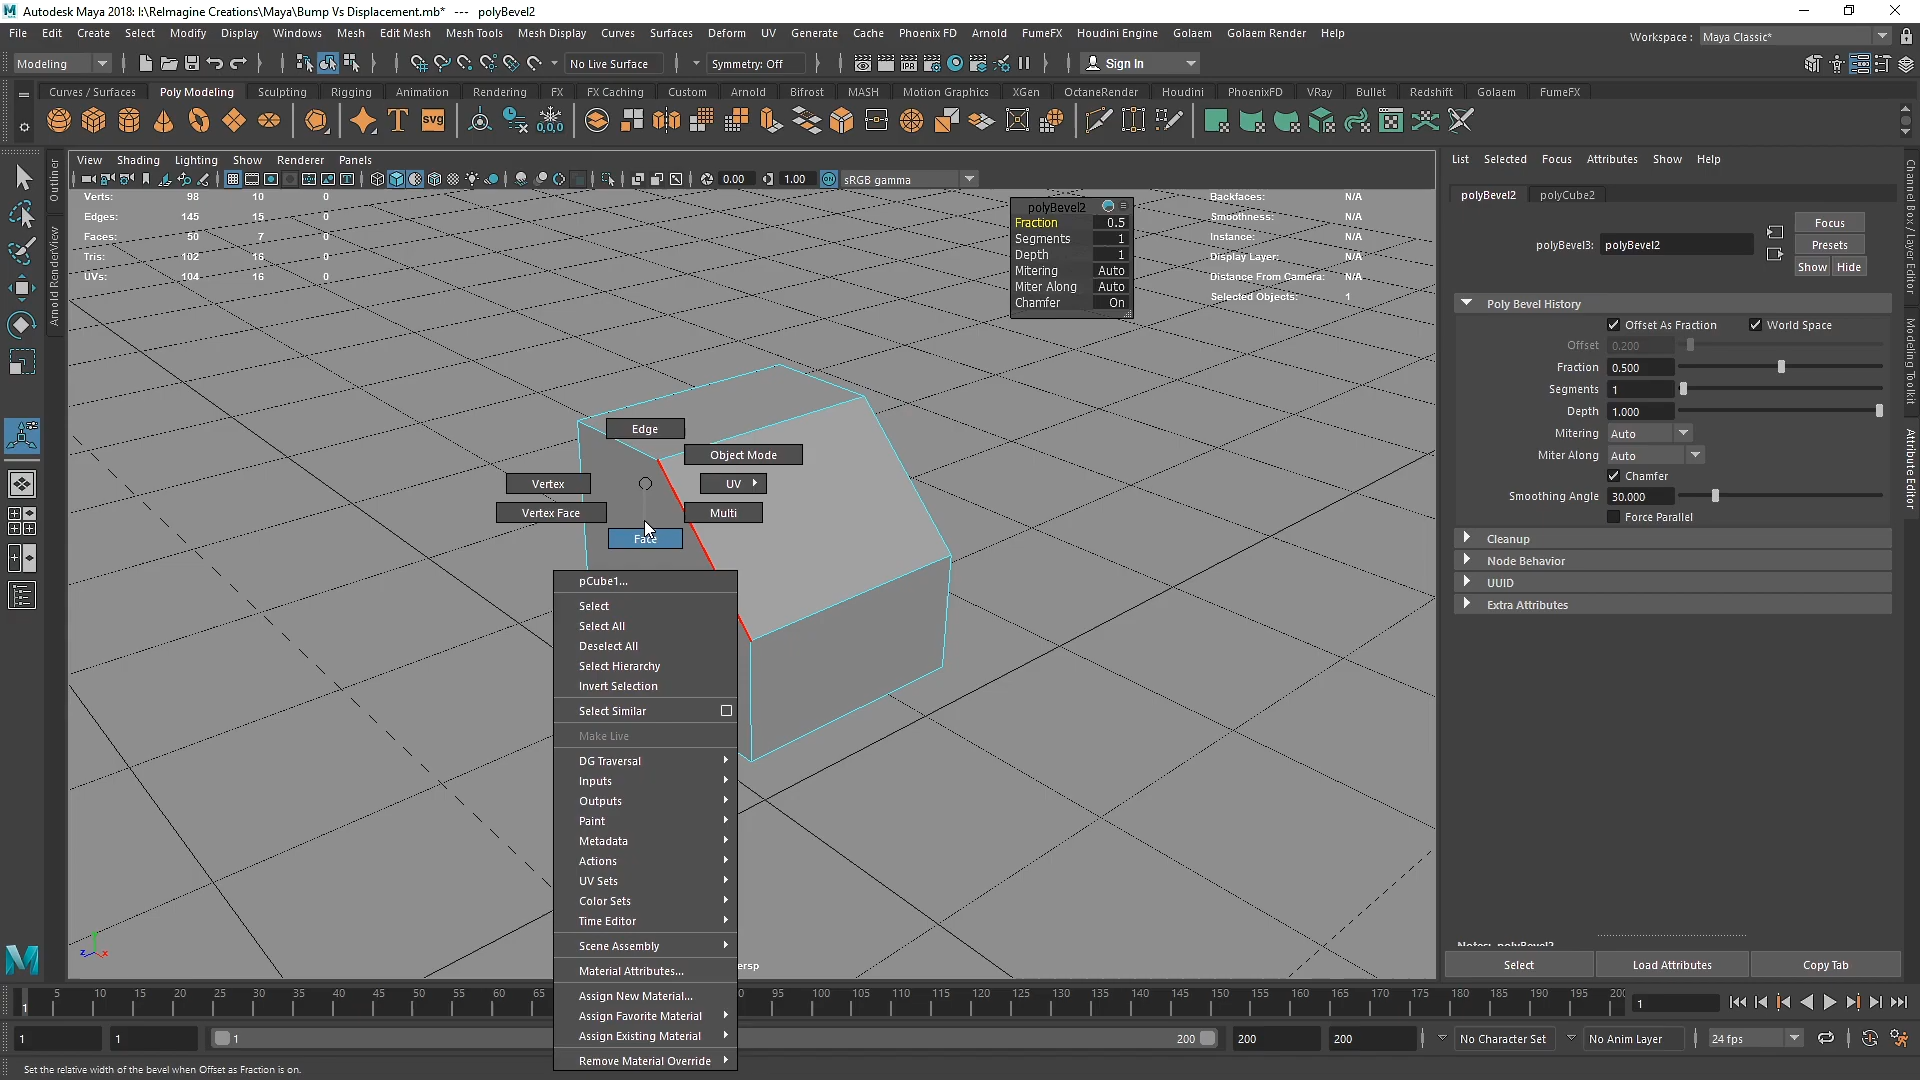 Autodesk Maya 2018: I:\ReImagine Creations\Maya\Bump Vs Displacement.mb* --- polyBevel2
File Edit Create Select Modify Display Windows Mesh Edit Mesh Mesh Tools Mesh Display Curves Surfaces Deform UV Generate Cache Phoenix FD Arnold FumeFX Houdini Engine Golaem Golaem Render Help
Workspace : Maya Classic*
Modeling No Live Surface Symmetry: Off Sign In
Curves / Surfaces Poly Modeling Sculpting Rigging Animation Rendering FX FX Caching Custom Arnold Bifrost MASH Motion Graphics XGen OctaneRender Houdini PhoenixFD VRay Bullet Redshift Golaem FumeFX
View Shading Lighting Show Renderer Panels
0.00 1.00 sRGB gamma
Outliner
Arnold RenderView
Verts: 98 10 0
Edges: 145 15 0
Faces: 50 7 0
Tris: 102 16 0
UVs: 104 16 0
polyBevel2
Fraction 0.5
Segments 1
Depth 1
Mitering Auto
Miter Along Auto
Chamfer On
Backfaces: N/A
Smoothness: N/A
Instance: N/A
Display Layer: N/A
Distance From Camera: N/A
Selected Objects: 1
Edge
Object Mode
Vertex
UV
Vertex Face
Multi
Face
pCube1...
Select
Select All
Deselect All
Select Hierarchy
Invert Selection
Select Similar
Make Live
DG Traversal
Inputs
Outputs
Paint
Metadata
Actions
UV Sets
Color Sets
Time Editor
Scene Assembly
Material Attributes...
Assign New Material...
Assign Favorite Material
Assign Existing Material
Remove Material Override
ersp
List Selected Focus Attributes Show Help
polyBevel2 polyCube2
polyBevel3: polyBevel2
Focus
Presets
Show Hide
Poly Bevel History
Offset As Fraction World Space
Offset 0.200
Fraction 0.500
Segments 1
Depth 1.000
Mitering Auto
Miter Along Auto
Chamfer
Smoothing Angle 30.000
Force Parallel
Cleanup
Node Behavior
UUID
Extra Attributes
Notes: polyBevel2
Select Load Attributes Copy Tab
Channel Box / Layer Editor
Modeling Toolkit
Attribute Editor
1 5 10 15 20 25 30 35 40 45 50 55 60 65 90 95 100 105 110 115 120 125 130 135 140 145 150 155 160 165 170 175 180 185 190 195 200 1
1 1 1 200 200 200 No Character Set No Anim Layer 24 fps
Set the relative width of the bevel when Offset as Fraction is on.